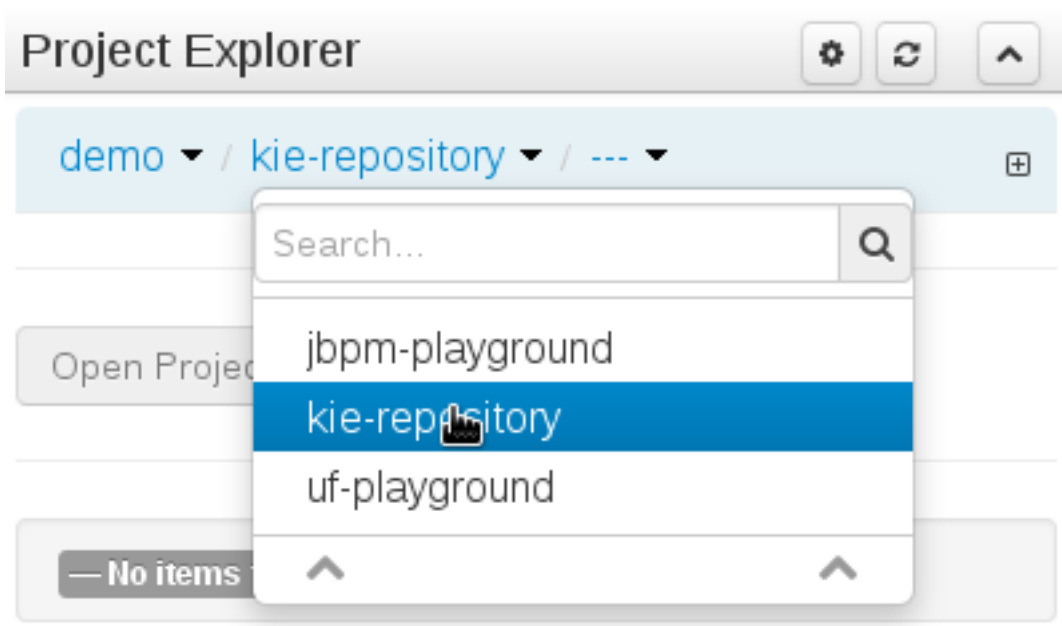 Project Explorer
demo / kie-repository / ---
Search...
jbpm-playground
Open Projec
kie-repository
uf-playground
— No items